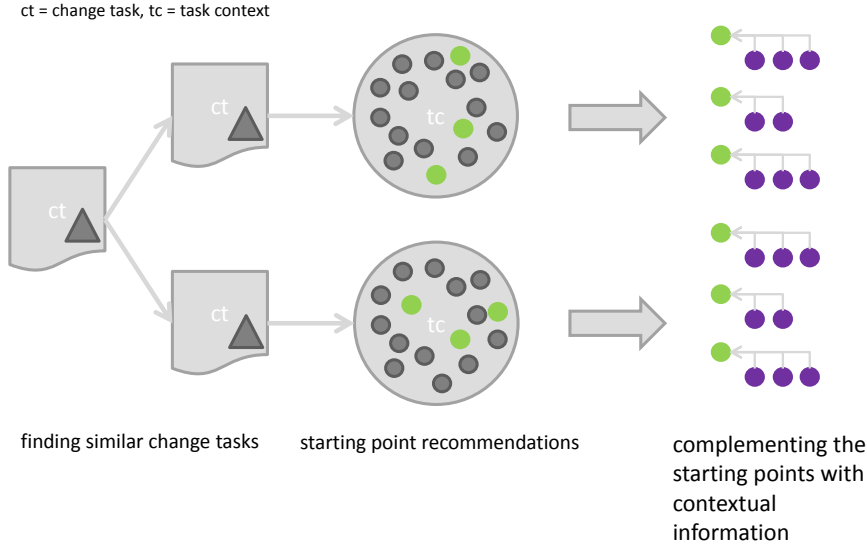 ct = change task, tc = task context
ct
tc
ct
ct
tc
finding similar change tasks
starting point recommendations
complementing the
starting points with
contextual
information